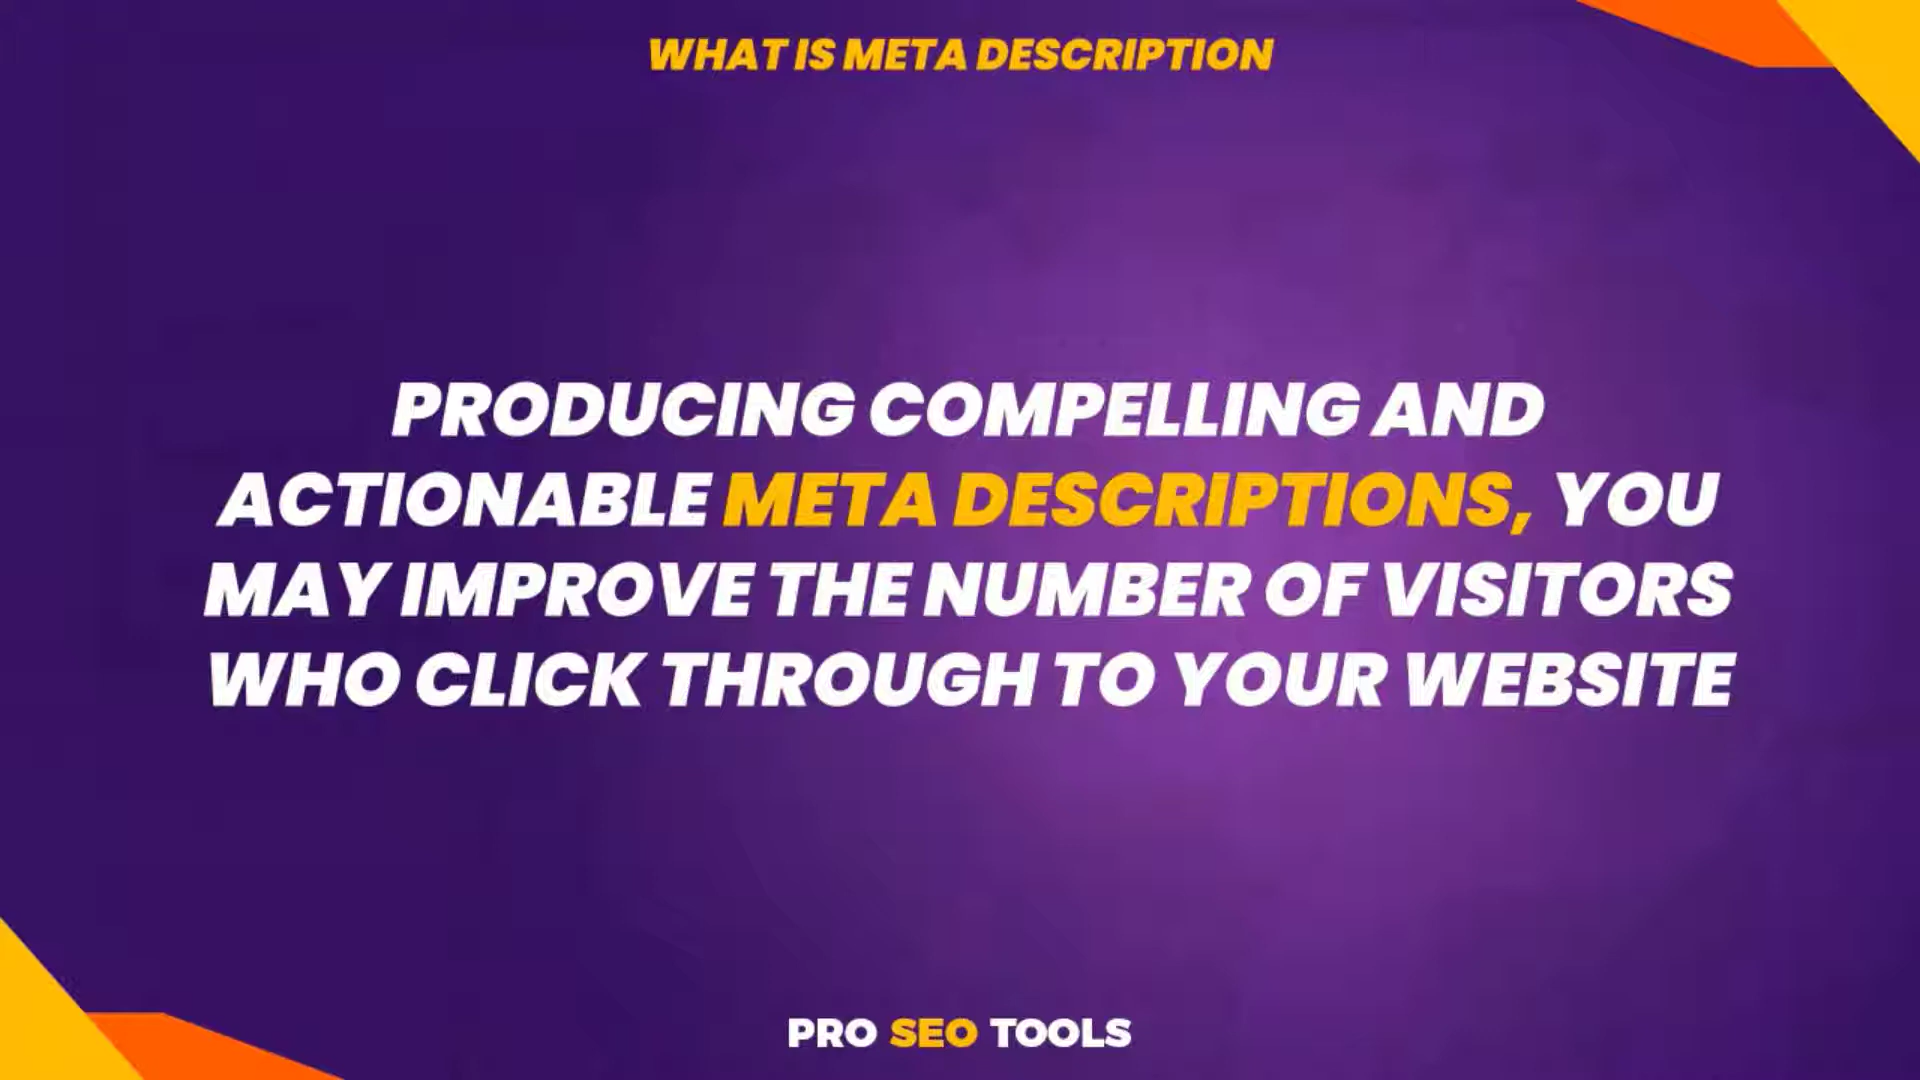 WHAT IS META DESCRIPTION
PRODUCING COMPELLING AND
ACTIONABLE META DESCRIPTIONS, YOU
MAY IMPROVE THE NUMBER OF VISITORS
WHO CLICK THROUGH TO YOUR WEBSITE
PRO SEO TOOLS